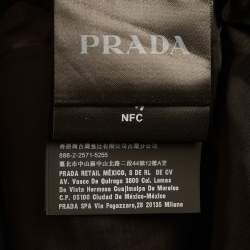 PRADA
NFC
886-2-2571-5255
PRADA RETAIL MÉXICO, S DE RL DE CV
AV. Vasco De Quiroga 3800 Col. Lomas
De Vista Hermosa Cuajimalpa De Morelos
C.P. 05100 Ciudad De México
PRADA SPA Via Fogazzaro,28 20135 Milano